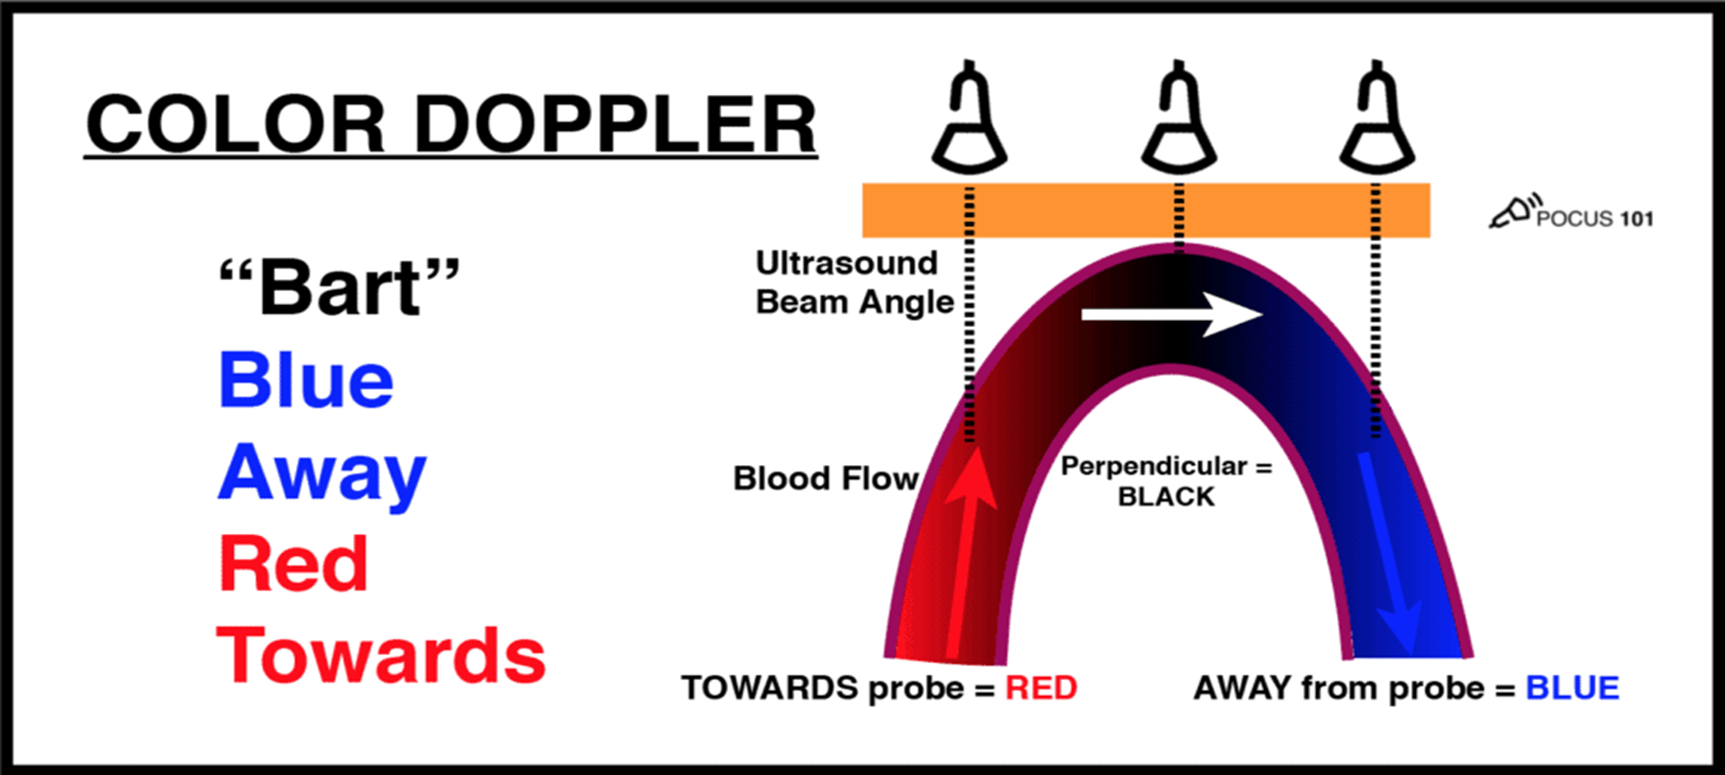 COLOR DOPPLER
“Bart”
Blue
Away
Red
Towards
Ultrasound
Beam Angle
POCUS 101
Blood Flow
Perpendicular =
BLACK
TOWARDS probe = RED
AWAY from probe = BLUE